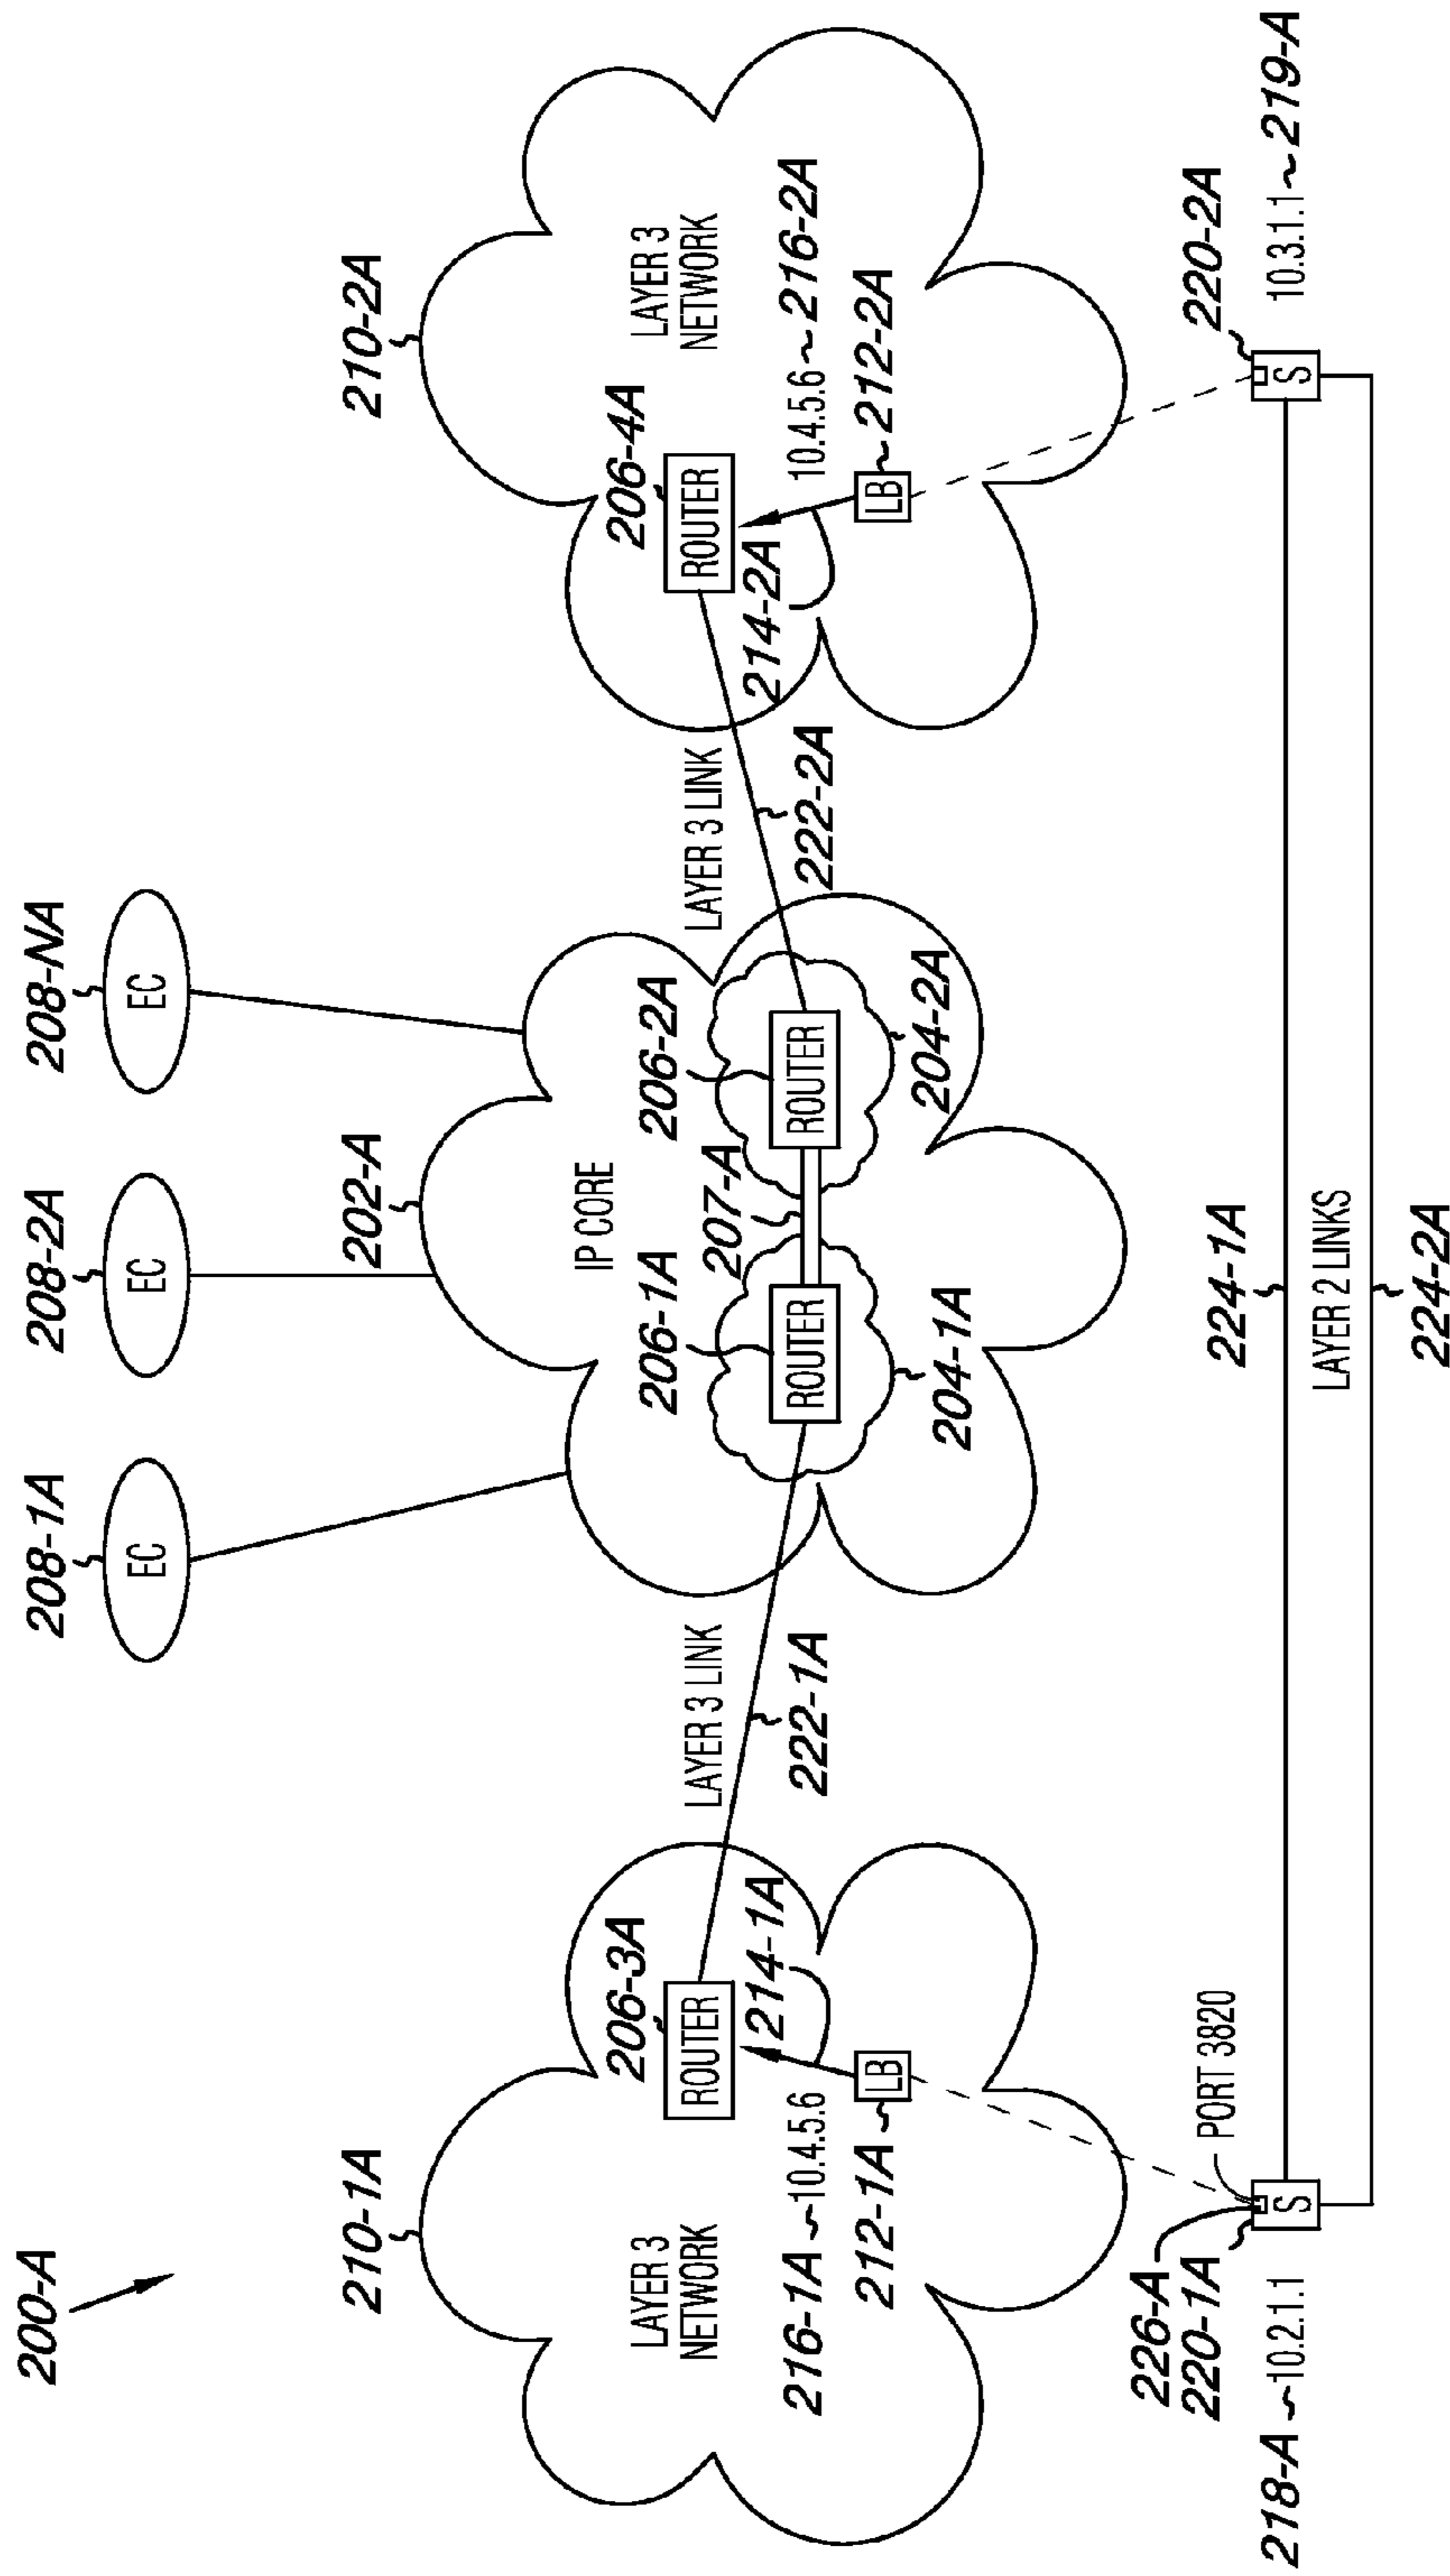 200-A
208-1A
208-2A
208-NA
EC
EC
EC
210-1A
202-A
210-2A
LAYER 3
NETWORK
IP CORE
LAYER 3
NETWORK
206-3A
ROUTER
LAYER 3 LINK
222-1A
206-1A
ROUTER
207-A
206-2A
ROUTER
204-1A
204-2A
LAYER 3 LINK
222-2A
206-4A
ROUTER
214-1A
214-2A
216-1A ~ 10.4.5.6
10.4.5.6 ~ 216-2A
212-1A
LB
LB
212-2A
226-A
PORT 3820
220-1A
S
218-A ~ 10.2.1.1
224-1A
LAYER 2 LINKS
224-2A
220-2A
S
10.3.1.1 ~ 219-A